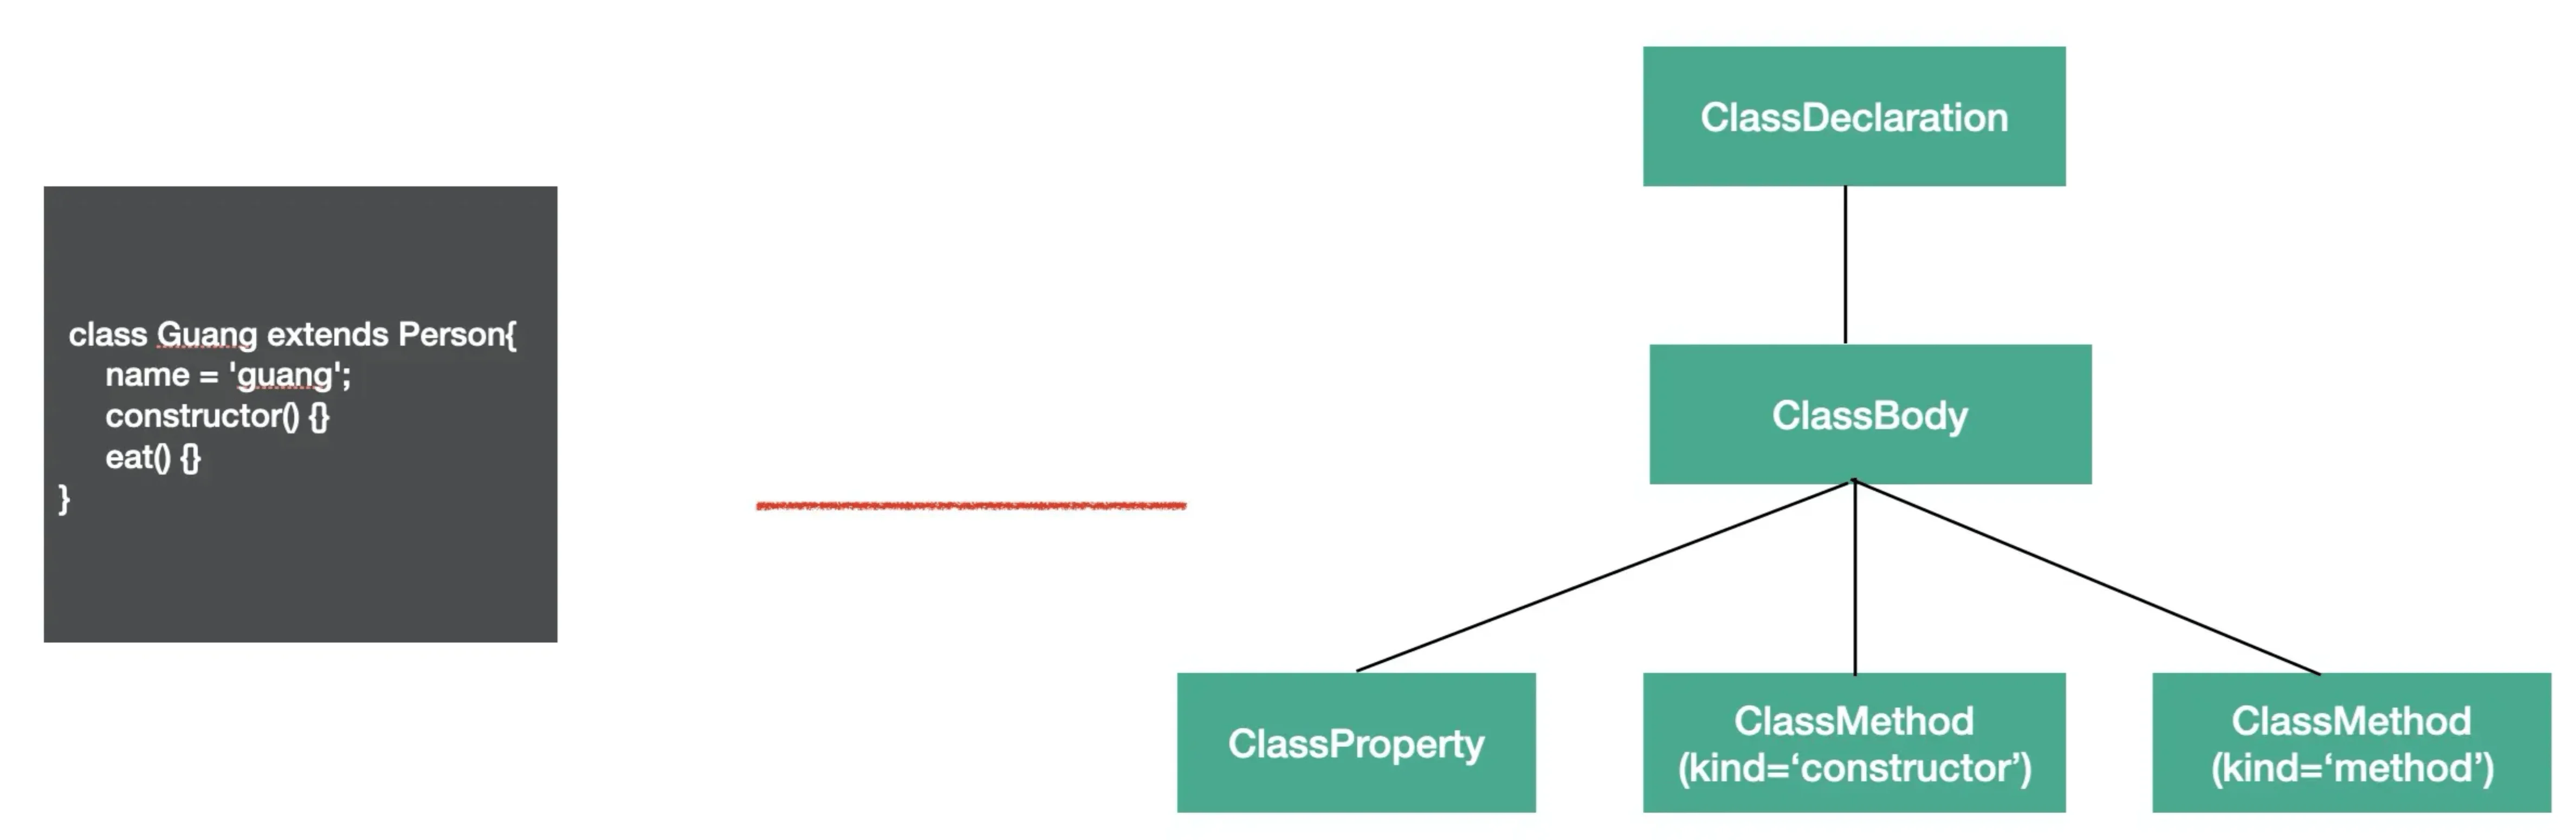 class Guang extends Person{
name = 'guang';
constructor() {}
eat() {}
}
ClassDeclaration
ClassBody
ClassProperty
ClassMethod
(kind=‘constructor’)
ClassMethod
(kind=‘method’)